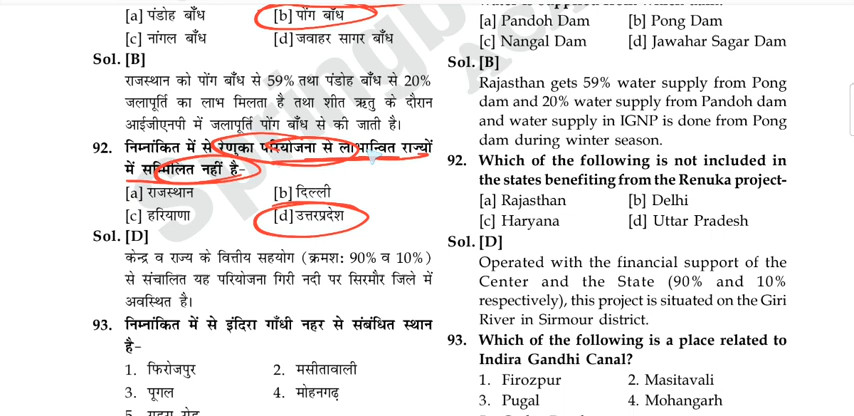 [a] पंडोह बाँध [b] पोंग बाँध
[c] नांगल बाँध [d] जवाहर सागर बाँध
Sol. [B]
राजस्थान को पोंग बाँध से 59% तथा पंडोह बाँध से 20%
जलापूर्ति का लाभ मिलता है तथा शीत ऋतु के दौरान
आईजीएनपी में जलापूर्ति पोंग बाँध से की जाती है।
92. निम्नांकित में से रेणुका परियोजना से लाभान्वित राज्यों
में सम्मिलित नहीं है-
[a] राजस्थान [b] दिल्ली
[c] हरियाणा [d] उत्तरप्रदेश
Sol. [D]
केन्द्र व राज्य के वित्तीय सहयोग (क्रमश: 90% व 10%)
से संचालित यह परियोजना गिरी नदी पर सिरमौर जिले में
अवस्थित है।
93. निम्नांकित में से इंदिरा गाँधी नहर से संबंधित स्थान
है-
1. फिरोजपुर 2. मसीतावाली
3. पूगल 4. मोहनगढ़
[a] Pandoh Dam [b] Pong Dam
[c] Nangal Dam [d] Jawahar Sagar Dam
Sol. [B]
Rajasthan gets 59% water supply from Pong
dam and 20% water supply from Pandoh dam
and water supply in IGNP is done from Pong
dam during winter season.
92. Which of the following is not included in
the states benefiting from the Renuka project-
[a] Rajasthan [b] Delhi
[c] Haryana [d] Uttar Pradesh
Sol. [D]
Operated with the financial support of the
Center and the State (90% and 10%
respectively), this project is situated on the Giri
River in Sirmour district.
93. Which of the following is a place related to
Indira Gandhi Canal?
1. Firozpur 2. Masitavali
3. Pugal 4. Mohangarh